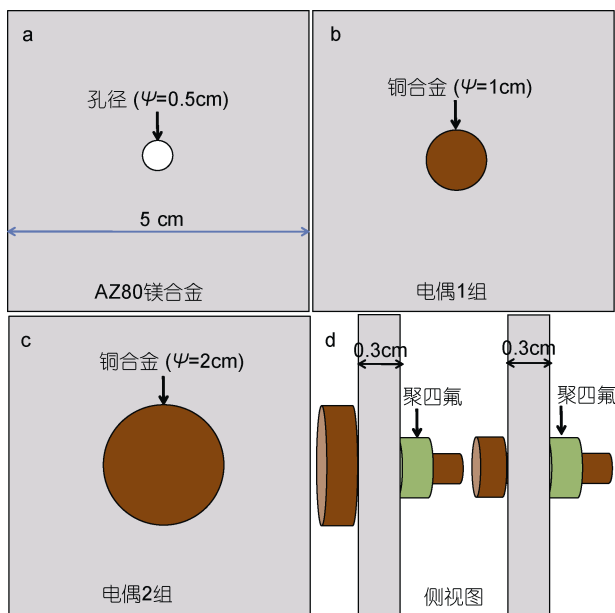 a
孔径 (Ψ=0.5cm)
5 cm
AZ80镁合金
b
铜合金 (Ψ=1cm)
电偶1组
c
铜合金 (Ψ=2cm)
电偶2组
d
0.3cm
0.3cm
聚四氟
聚四氟
侧视图